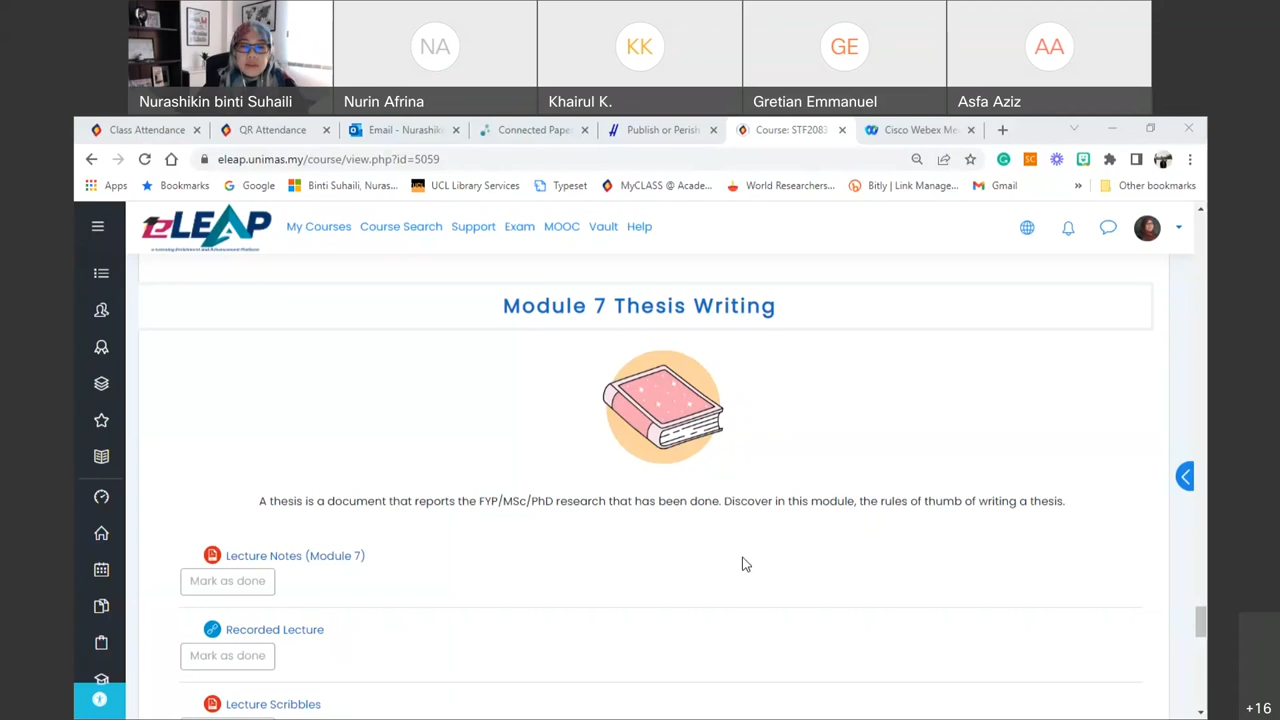 NA
KK
GE
AA
Nurashikin binti Suhaili
Nurin Afrina
Khairul K.
Gretian Emmanuel
Asfa Aziz
Class Attendance
QR Attendance
Email - Nurashik
Connected Pape
Publish or Perish
Course: STF2083
Cisco Webex Me
eleap.unimas.my/course/view.php?id=5059
Apps
Bookmarks
Google
Binti Suhaili, Nuras...
UCL Library Services
Typeset
MyCLASS @ Acade...
World Researchers...
Bitly | Link Manage...
Gmail
»
Other bookmarks
eLEAP
My Courses
Course Search
Support
Exam
MOOC
Vault
Help
Module 7 Thesis Writing
A thesis is a document that reports the FYP/MSc/PhD research that has been done. Discover in this module, the rules of thumb of writing a thesis.
Lecture Notes (Module 7)
Mark as done
Recorded Lecture
Mark as done
Lecture Scribbles
+16